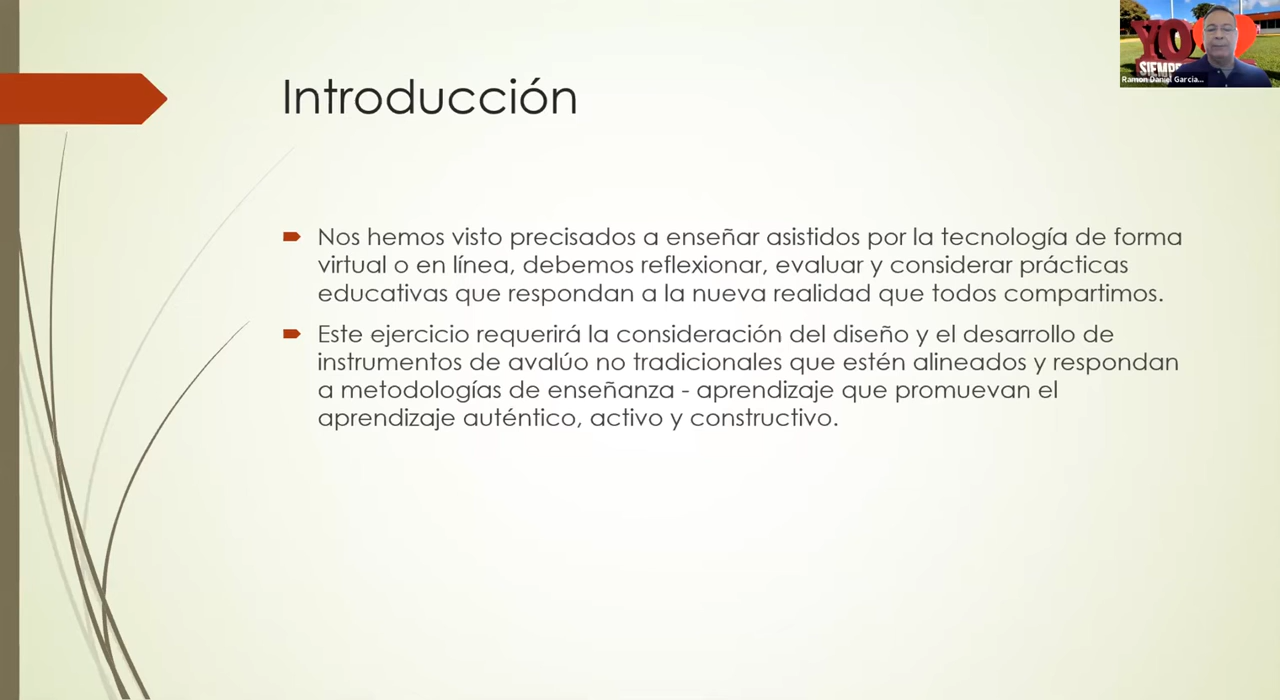 Introducción
Nos hemos visto precisados a enseñar asistidos por la tecnología de forma
virtual o en línea, debemos reflexionar, evaluar y considerar prácticas
educativas que respondan a la nueva realidad que todos compartimos.
Este ejercicio requerirá la consideración del diseño y el desarrollo de
instrumentos de avalúo no tradicionales que estén alineados y respondan
a metodologías de enseñanza - aprendizaje que promuevan el
aprendizaje auténtico, activo y constructivo.
YO
SIEMPRE
Ramon Daniel Garcia...